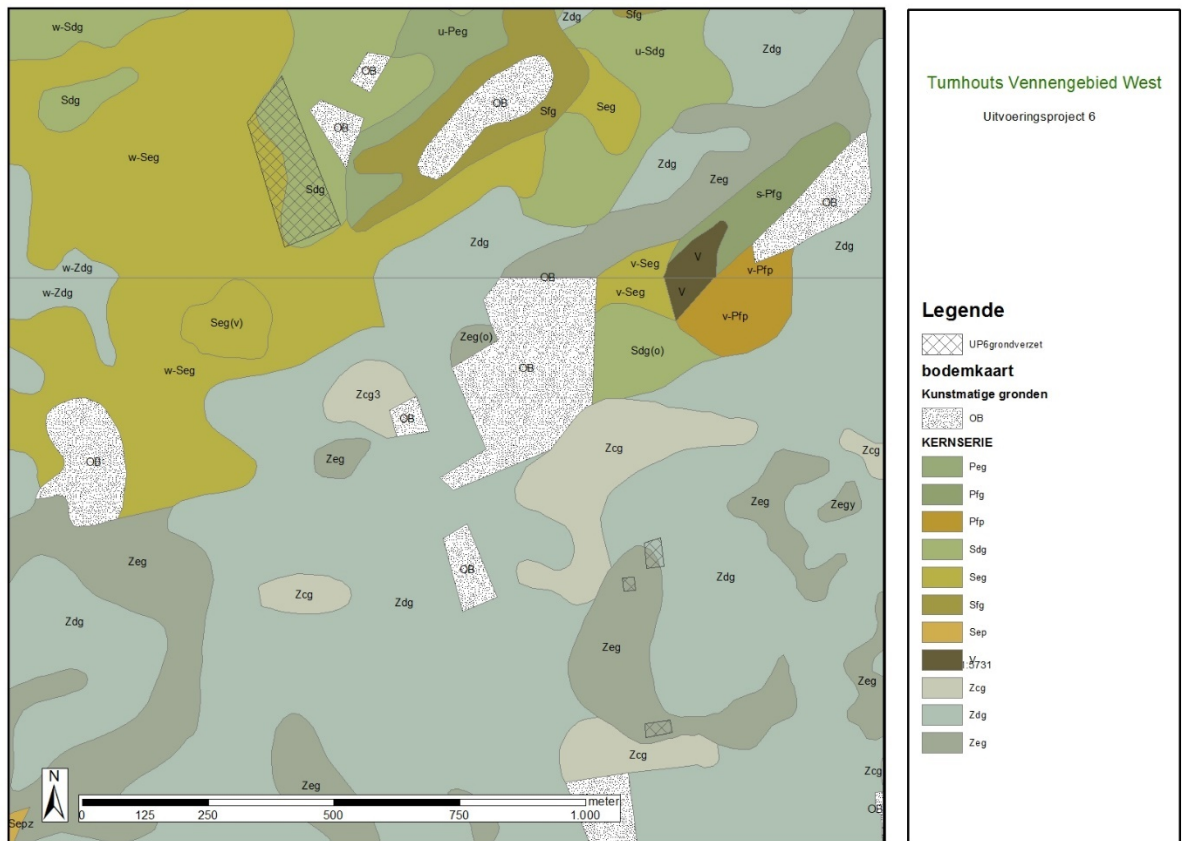 w-Sdg
u-Peg
Zdg
Sfg
u-Sdg
Zdg
OB
Sdg
OB
OB
Sfg
Seg
w-Seg
Sdg
Zdg
Zeg
s-Pfg
OB
Zdg
Zdg
w-Zdg
w-Zdg
OB
v-Seg
V
v-Pfp
v-Seg
V
v-Pfp
Seg(v)
Zeg(o)
Sdg(o)
w-Seg
OB
Zcg3
OB
Zcg
Zcg
Zeg
OB
Zeg
Zegy
Zeg
OB
Zdg
Zcg
Zdg
Zdg
Zeg
Zeg
Zcg
Zcg
Zeg
OB
Sepz
N
meter
0 125 250 500 750 1.000
Turnhouts Vennengebied West
Uitvoeringsproject 6
Legende
UP6grondverzet
bodemkaart
Kunstmatige gronden
OB
KERNSERIE
Peg
Pfg
Pfp
Sdg
Seg
Sfg
Sep
V
1:5731
Zcg
Zdg
Zeg